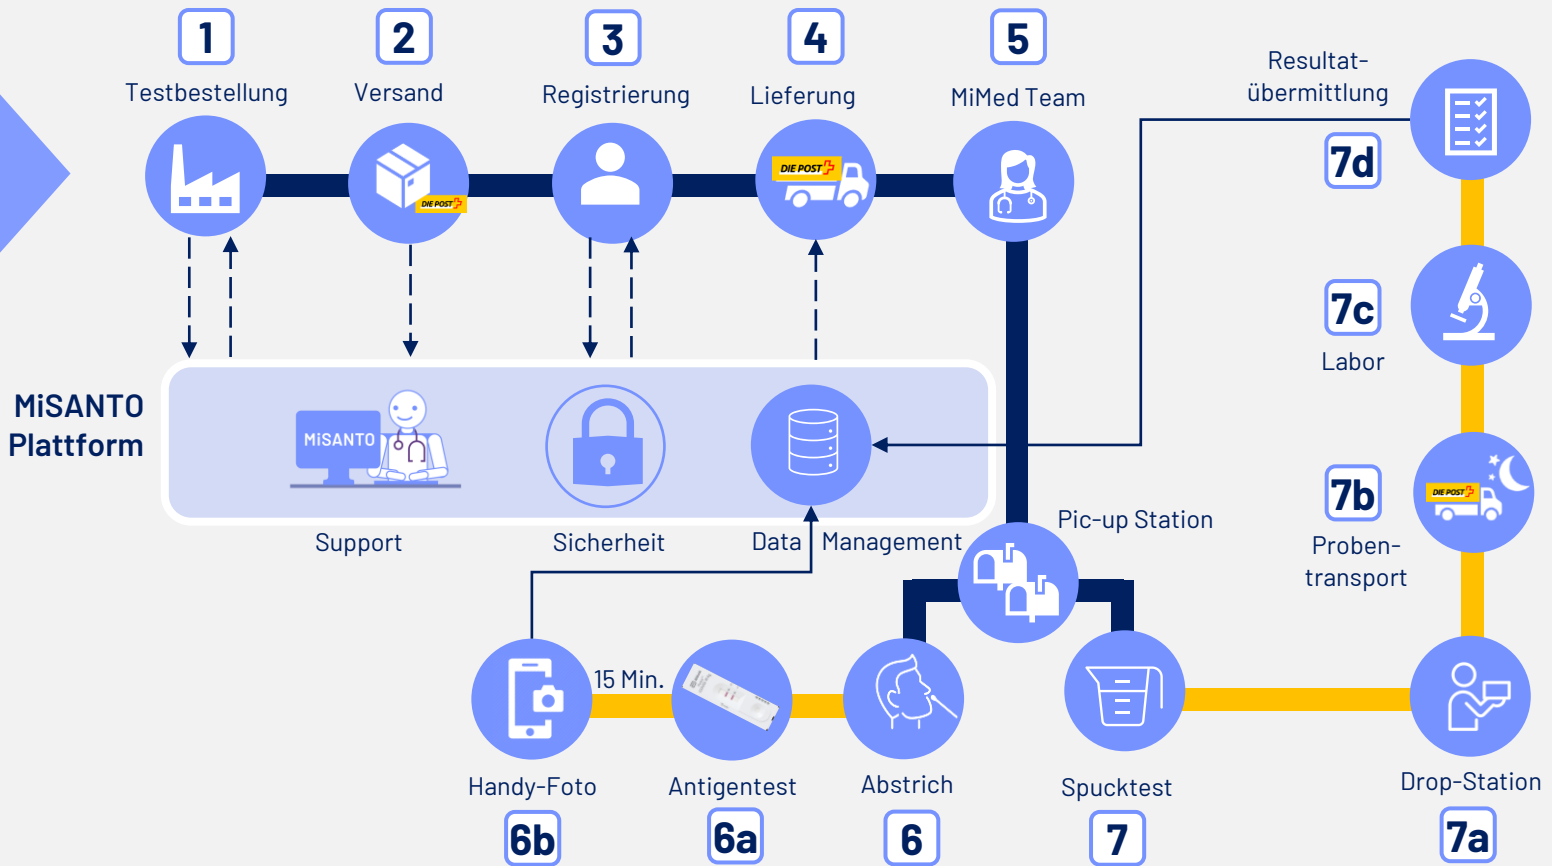 1
2
3
4
5
Testbestellung
Versand
Registrierung
Lieferung
MiMed Team
Resultat-
übermittlung
7d
DIE POST
DIE POST
7c
Labor
MiSANTO
Plattform
MiSANTO
7b
DIE POST
Proben-
transport
Support
Sicherheit
Data Management
Pic-up Station
15 Min.
Handy-Foto
Antigentest
Abstrich
Spucktest
Drop-Station
6b
6a
6
7
7a